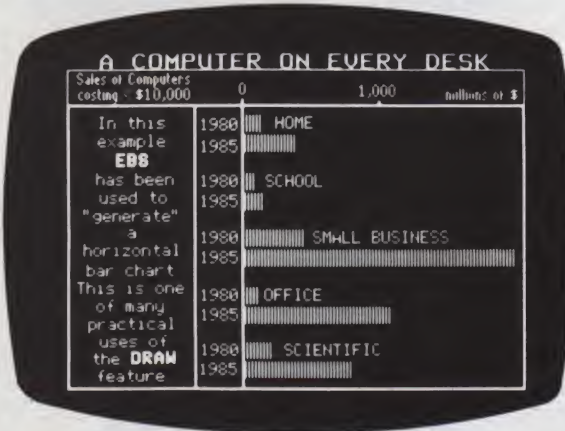 A COMPUTER ON EVERY DESK
Sales of Computers
costing < $10,000
0 1,000 millions of $
In this
example
EBS
has been
used to
"generate"
a
horizontal
bar chart
This is one
of many
practical
uses of
the DRAW
feature
1980 HOME
1985
1980 SCHOOL
1985
1980 SMALL BUSINESS
1985
1980 OFFICE
1985
1980 SCIENTIFIC
1985